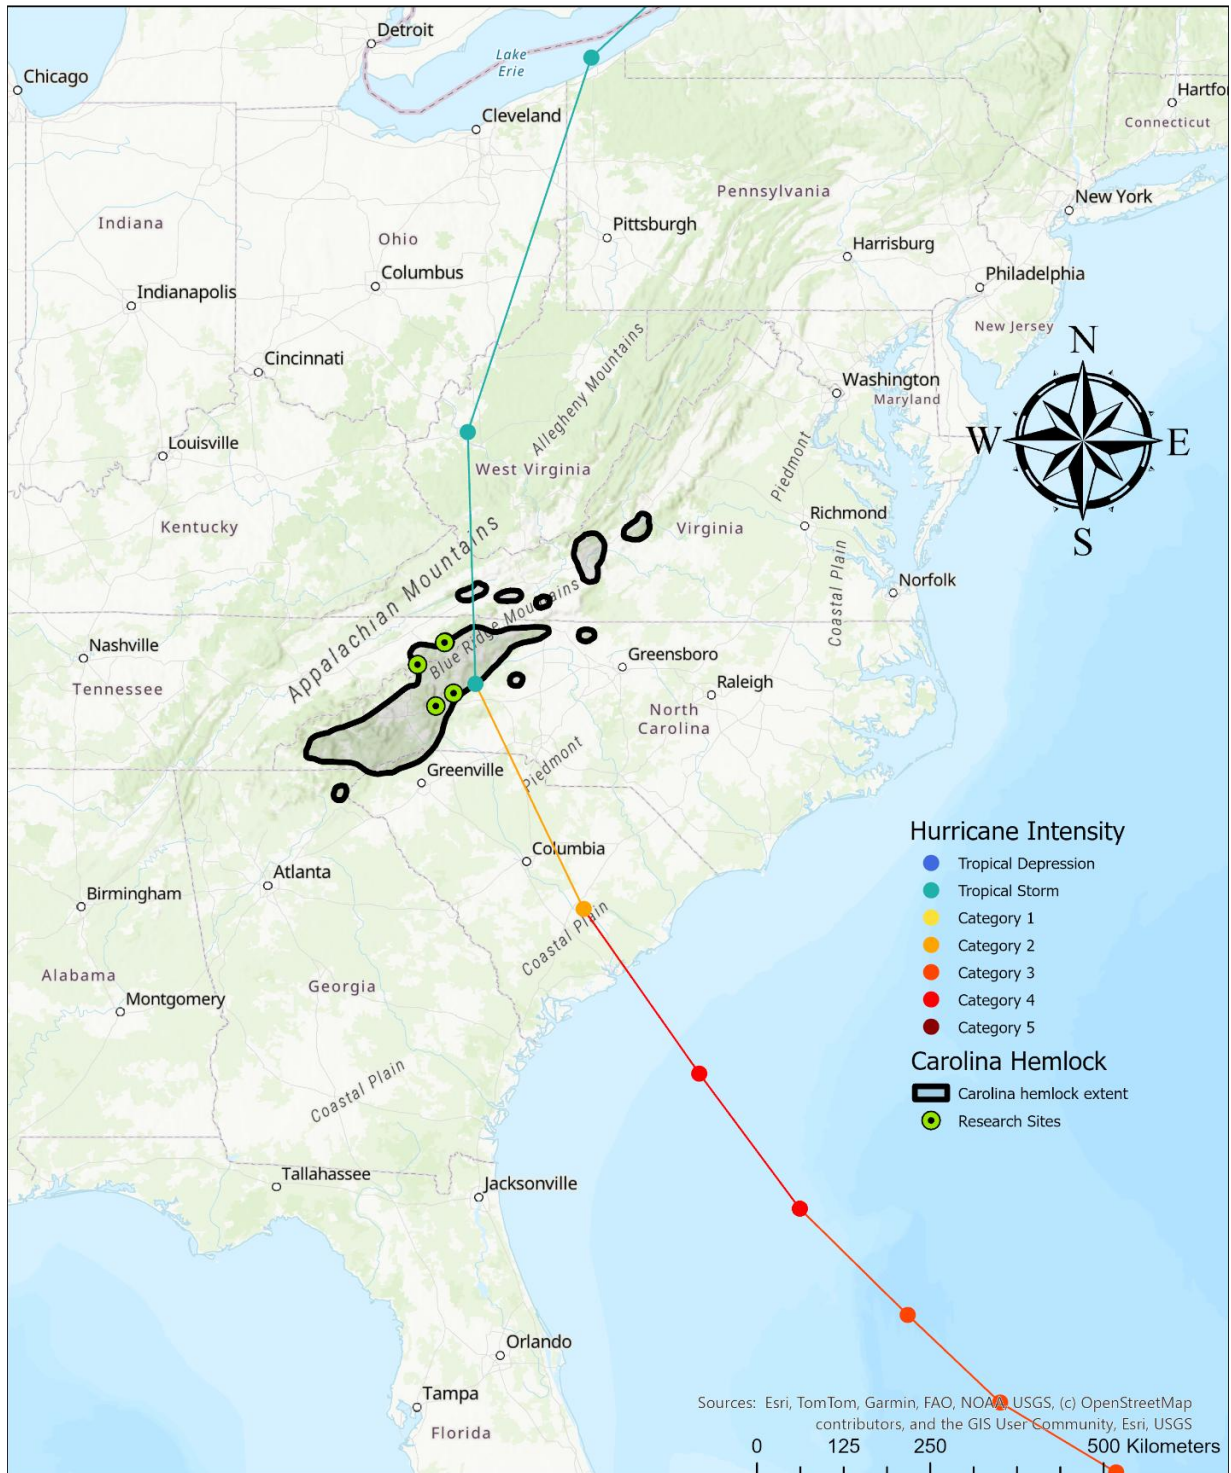 Detroit
Lake
Erie
Chicago
Hartfor
Connecticut
Cleveland
Pennsylvania
New York
Indiana
Pittsburgh
Ohio
Harrisburg
Columbus
Philadelphia
Indianapolis
New Jersey
N
Cincinnati
Allegheny Mountains
Washington
Maryland
W
E
Louisville
West Virginia
Piedmont
Kentucky
Virginia
Richmond
S
Appalachian Mountains
Coastal Plain
Norfolk
Blue Ridge Mountains
Nashville
Greensboro
Tennessee
Raleigh
North
Carolina
Greenville
Piedmont
Hurricane Intensity
Columbia
Tropical Depression
Atlanta
Tropical Storm
Birmingham
Category 1
Coastal Plain
Category 2
Alabama
Georgia
Category 3
Montgomery
Category 4
Category 5
Carolina Hemlock
Coastal Plain
Carolina hemlock extent
Research Sites
Tallahassee
Jacksonville
Orlando
Tampa
Florida
Sources: Esri, TomTom, Garmin, FAO, NOAA, USGS, (c) OpenStreetMap
contributors, and the GIS User Community, Esri, USGS
0 125 250 500 Kilometers